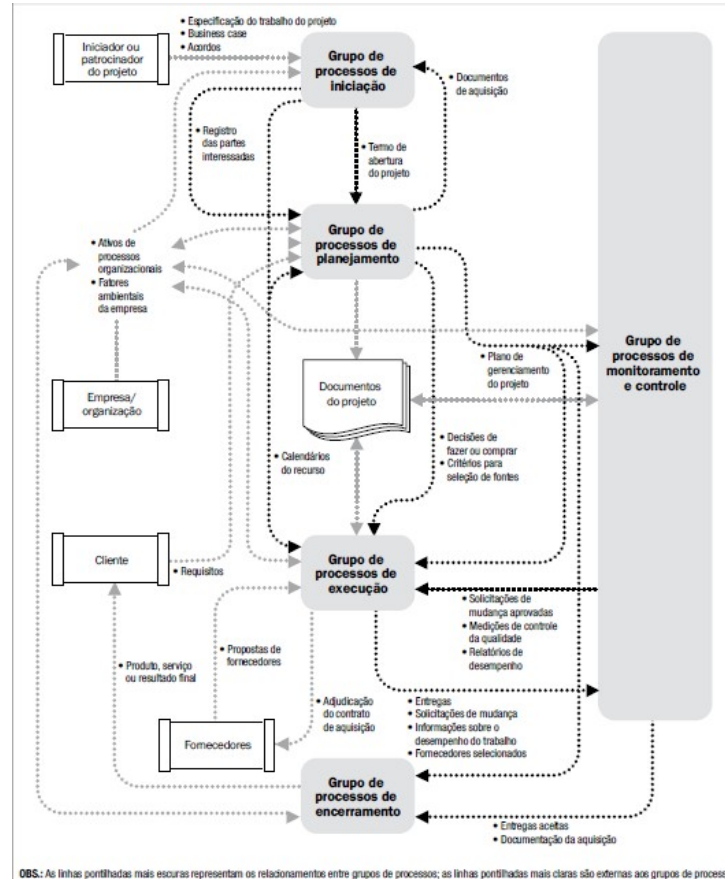 • Especificação do trabalho do projeto
• Business case
• Acordos
Iniciador ou
patrocinador
do projeto
Grupo de
processos de
iniciação
• Documentos
de aquisição
• Registro
das partes
interessadas
• Termo de
abertura
do projeto
Grupo de
processos de
planejamento
• Ativos de
processos
organizacionais
• Fatores
ambientais
da empresa
Grupo de
processos de
monitoramento
e controle
• Plano de
gerenciamento
do projeto
Empresa/
organização
Documentos
do projeto
• Calendários
do recurso
• Decisões de
fazer ou comprar
• Critérios para
seleção de fontes
Cliente
• Requisitos
Grupo de
processos de
execução
• Solicitações de
mudança aprovadas
• Medições de controle
da qualidade
• Relatórios de
desempenho
• Propostas de
fornecedores
• Produto, serviço
ou resultado final
• Adjudicação
do contrato
de aquisição
• Entregas
• Solicitações de mudança
• Informações sobre o
desempenho do trabalho
• Fornecedores selecionados
Fornecedores
Grupo de
processos de
encerramento
• Entregas aceitas
• Documentação da aquisição
OBS.: As linhas pontilhadas mais escuras representam os relacionamentos entre grupos de processos; as linhas pontilhadas mais claras são externas aos grupos de